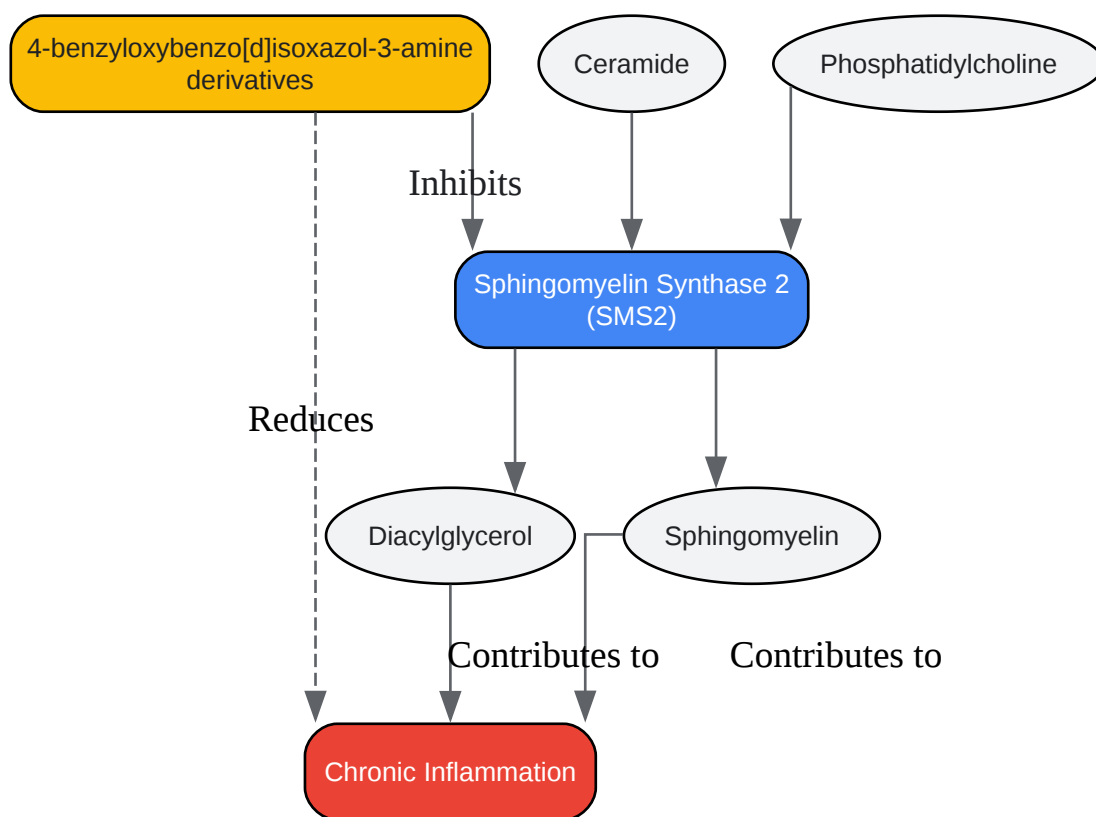 4-benzyloxybenzo[d]isoxazol-3-amine
derivatives
Ceramide
Phosphatidylcholine
Inhibits
Sphingomyelin Synthase 2
(SMS2)
Reduces
Diacylglycerol
Sphingomyelin
Contributes to
Contributes to
Chronic Inflammation